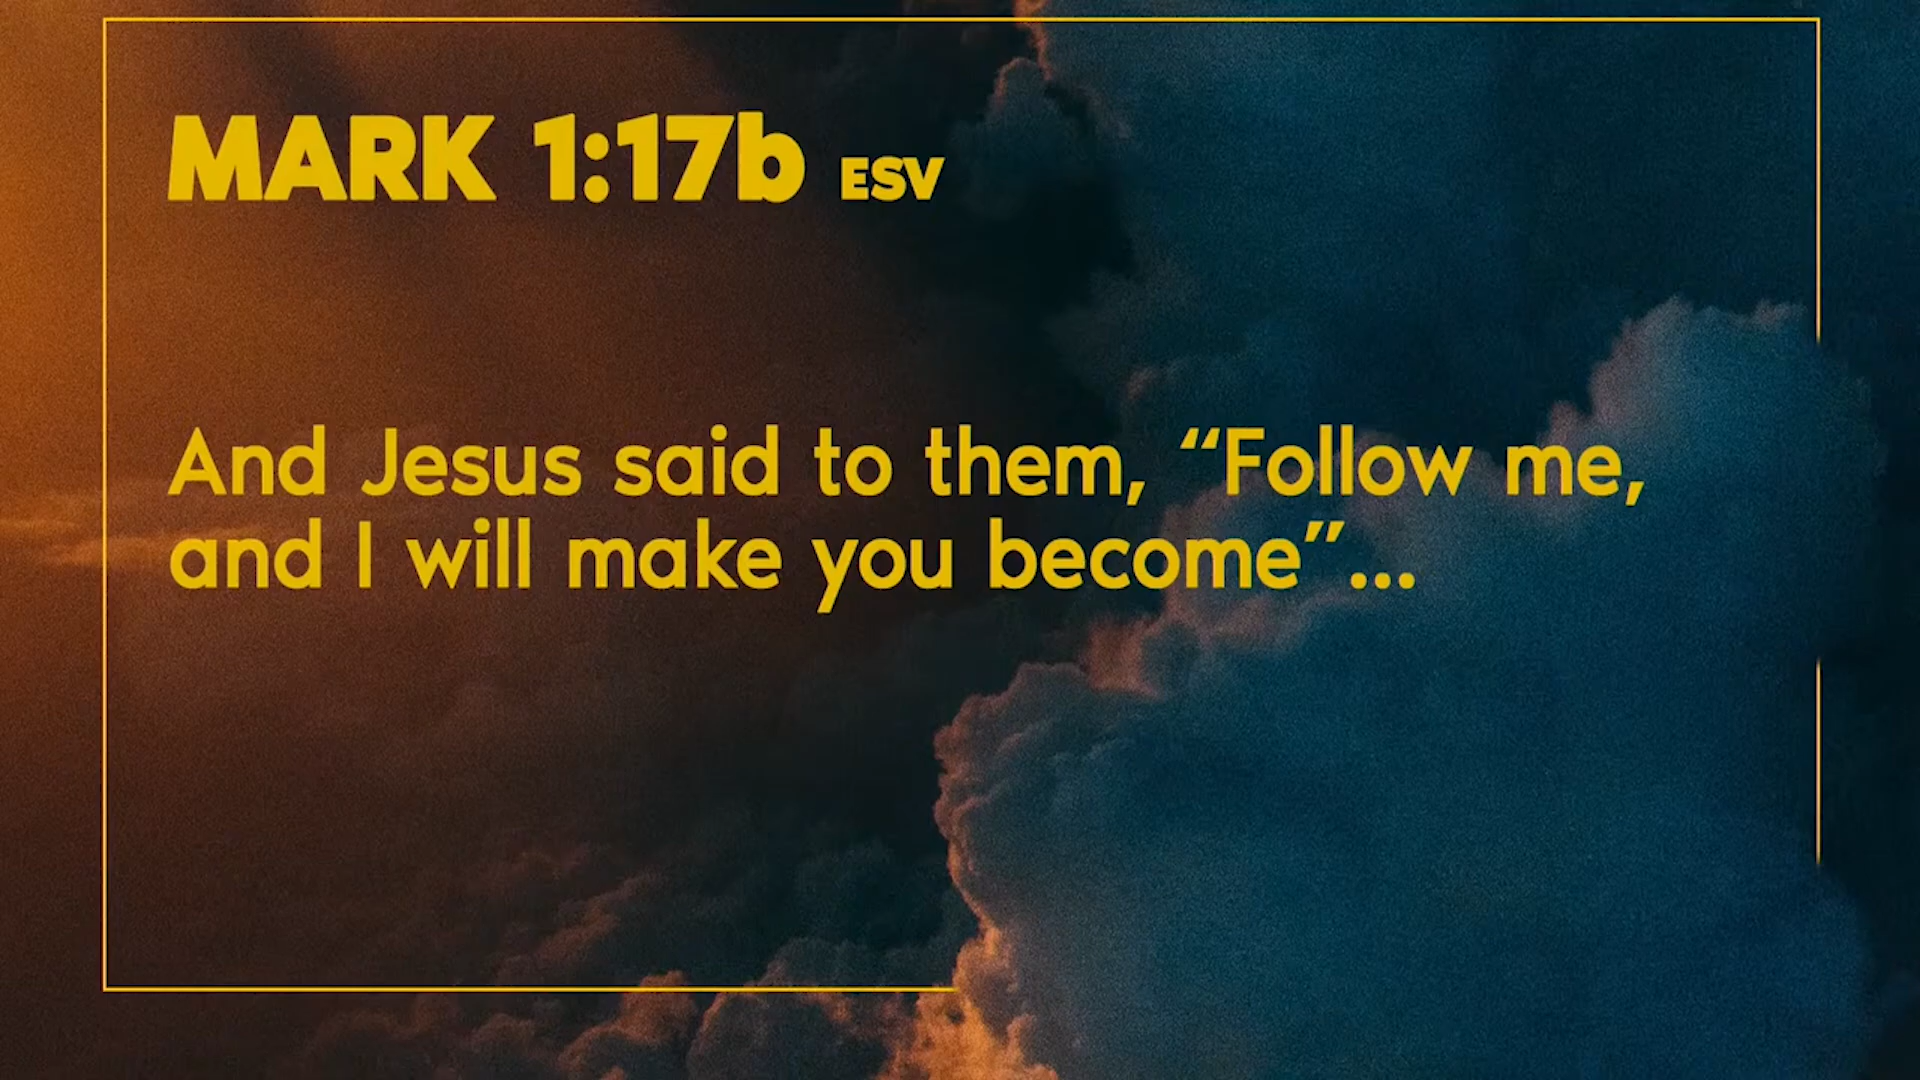 MARK 1:17b ESV
And Jesus said to them, “Follow me,
and I will make you become”...